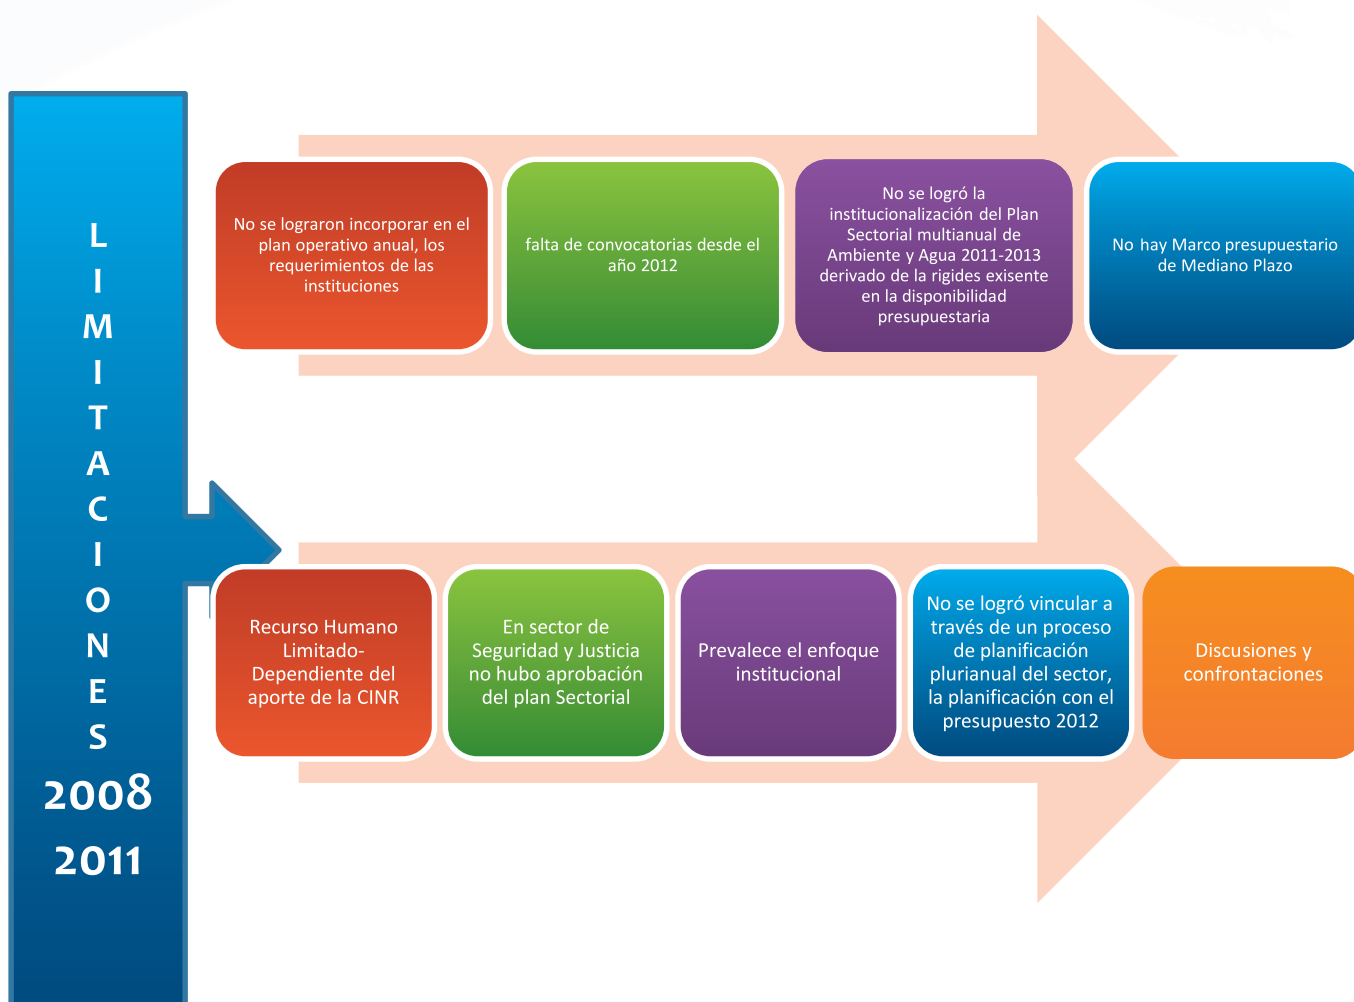 L
I
M
I
T
A
C
I
O
N
E
S
2008
2011
No se lograron incorporar en el
plan operativo anual, los
requerimientos de las
instituciones
falta de convocatorias desde el
año 2012
No se logró la
institucionalización del Plan
Sectorial multianual de
Ambiente y Agua 2011-2013
derivado de la rigides exisente
en la disponibilidad
presupuestaria
No hay Marco presupuestario
de Mediano Plazo
Recurso Humano
Limitado-
Dependiente del
aporte de la CINR
En sector de
Seguridad y Justicia
no hubo aprobación
del plan Sectorial
Prevalece el enfoque
institucional
No se logró vincular a
través de un proceso
de planificación
plurianual del sector,
la planificación con el
presupuesto 2012
Discusiones y
confrontaciones